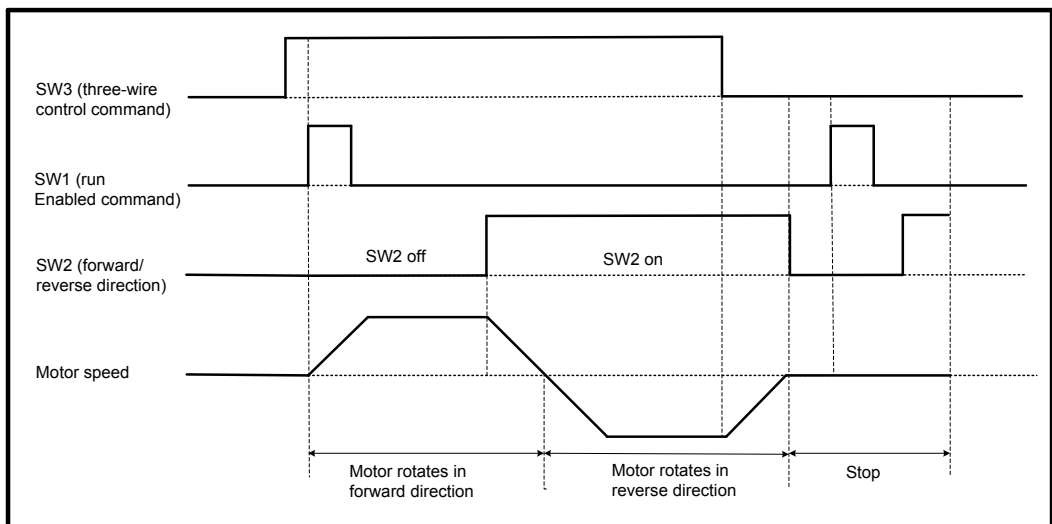 SW3 (three-wire
control command)
SW1 (run
Enabled command)
SW2 off
SW2 on
SW2 (forward/
reverse direction)
Motor speed
Motor rotates in
forward direction
Motor rotates in
reverse direction
Stop